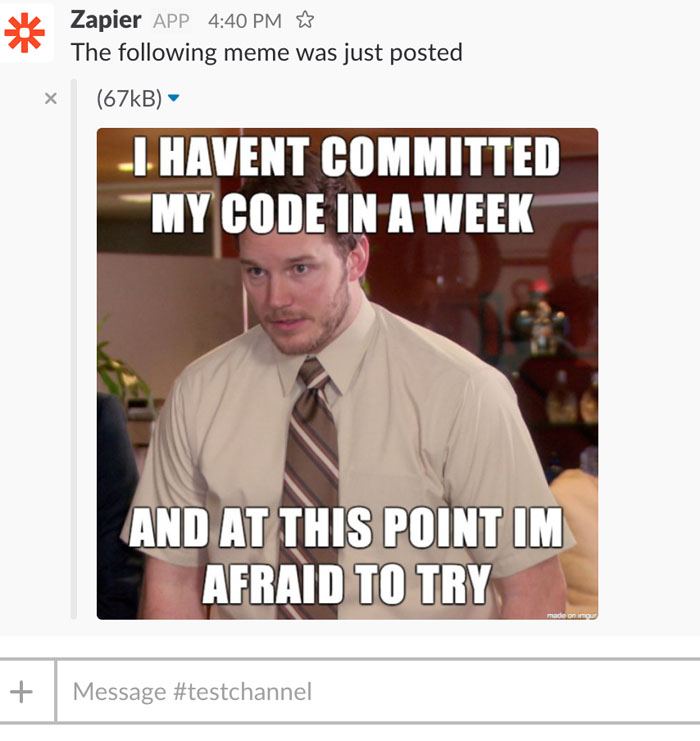 Zapier APP 4:40 PM
The following meme was just posted
(67kB)
I HAVENT COMMITTED
MY CODE IN A WEEK
AND AT THIS POINT IM
AFRAID TO TRY
made on imgur
Message #testchannel